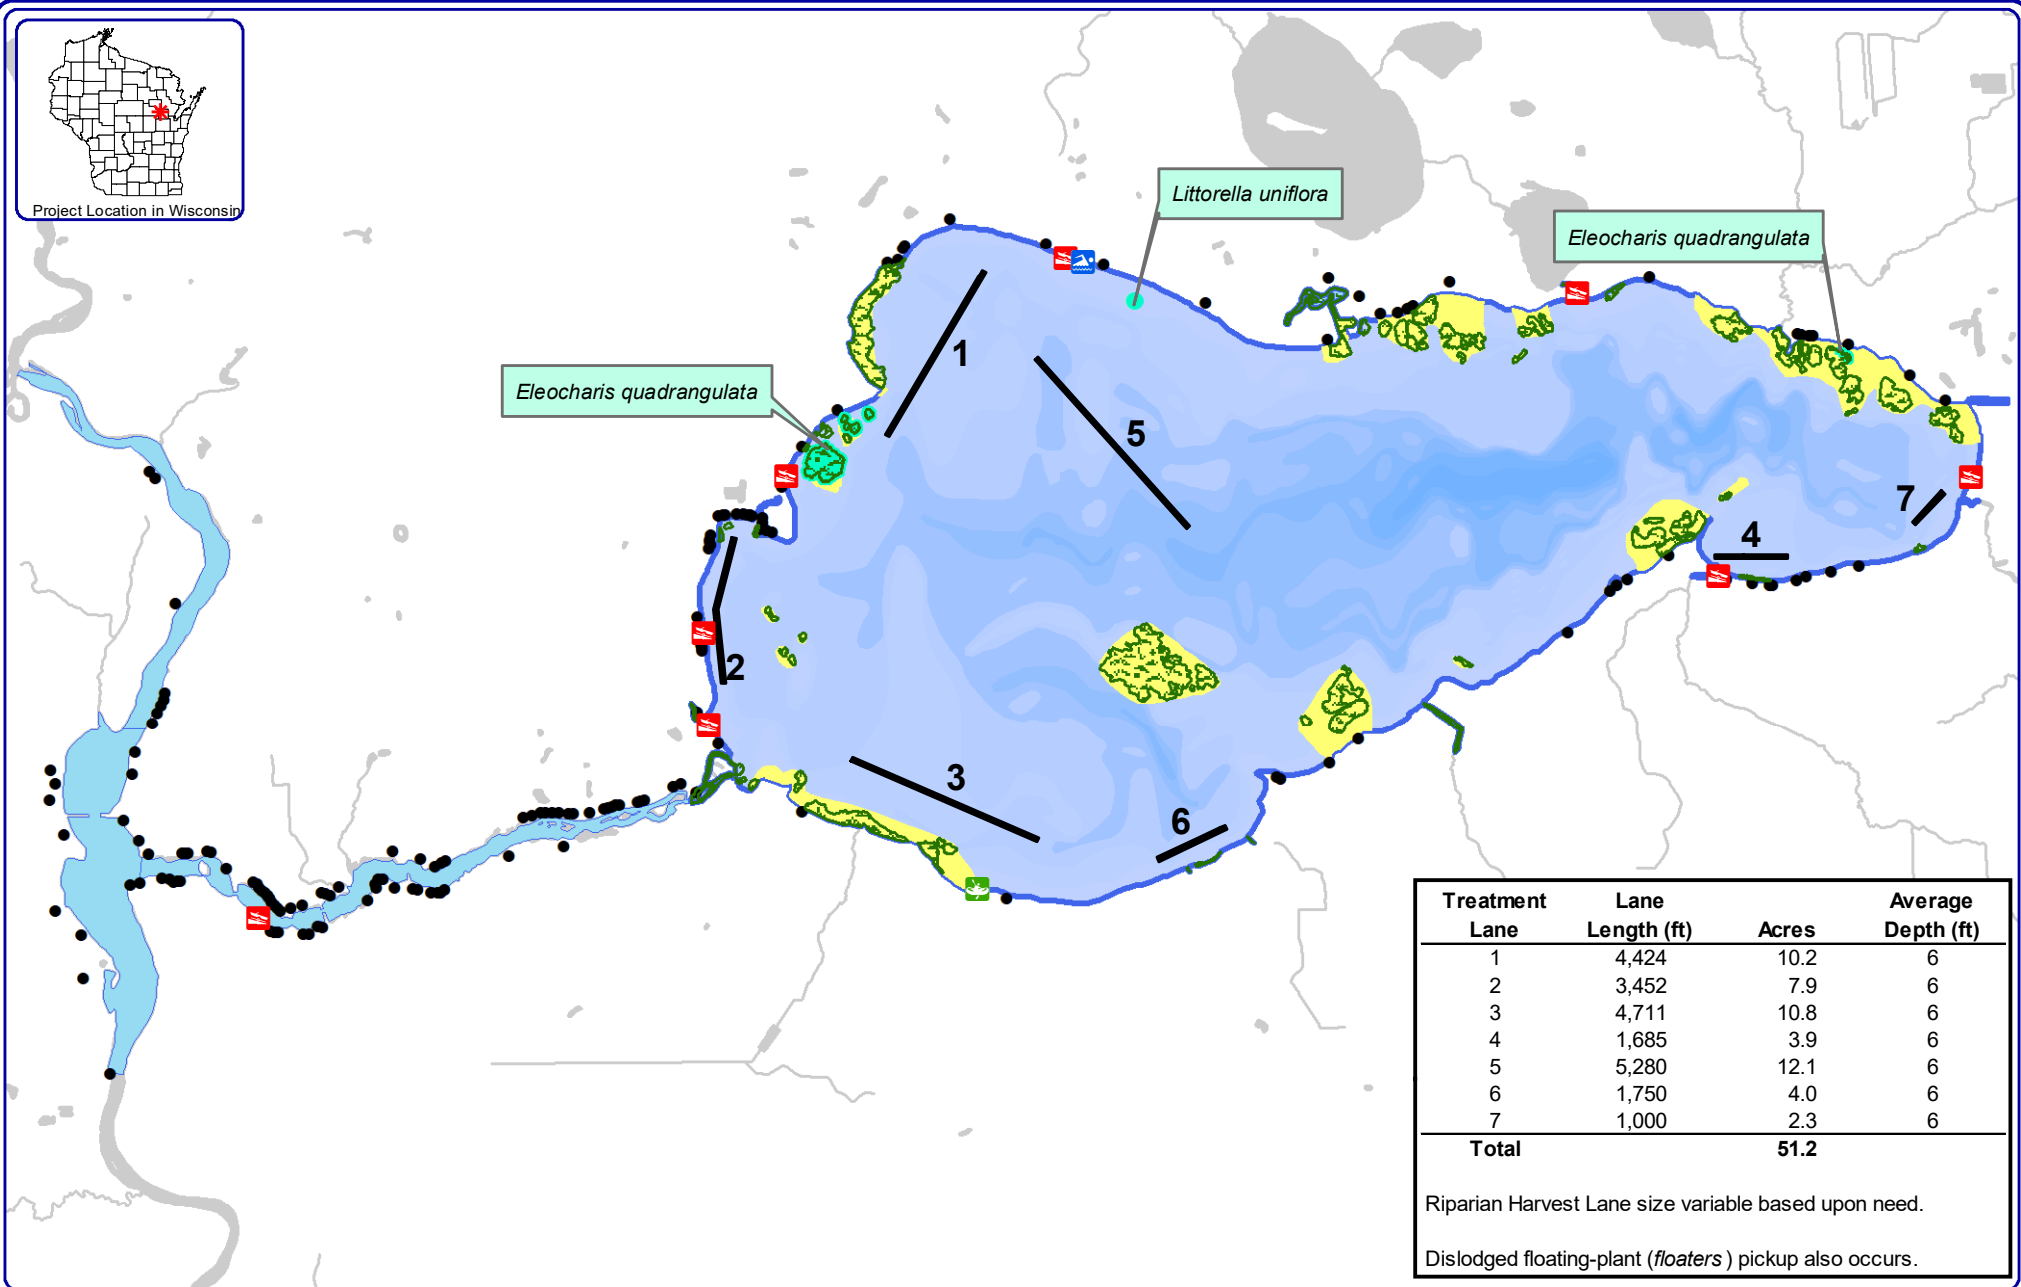 Project Location in Wisconsin
Littorella uniflora
Eleocharis quadrangulata
Eleocharis quadrangulata
1
5
7
4
2
3
6
Treatment Lane Average
Lane Length (ft) Acres Depth (ft)
1 4,424 10.2 6
2 3,452 7.9 6
3 4,711 10.8 6
4 1,685 3.9 6
5 5,280 12.1 6
6 1,750 4.0 6
7 1,000 2.3 6
Total 51.2
Riparian Harvest Lane size variable based upon need.
Dislodged floating-plant (floaters) pickup also occurs.